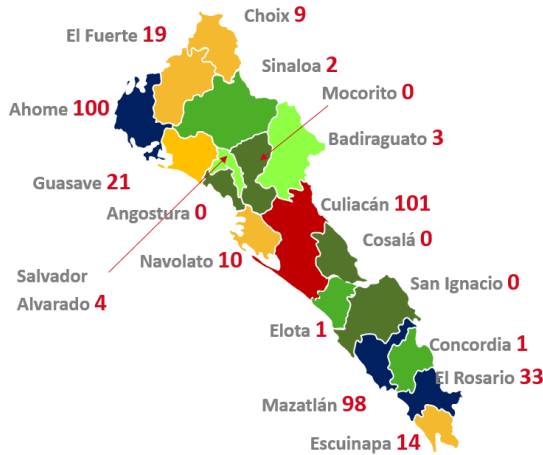 Choix 9
El Fuerte 19
Sinaloa 2
Mocorito 0
Ahome 100
Badiraguato 3
Guasave 21
Culiacán 101
Angostura 0
Cosalá 0
Navolato 10
Salvador
Alvarado 4
San Ignacio 0
Elota 1
Concordia 1
El Rosario 33
Mazatlán 98
Escuinapa 14